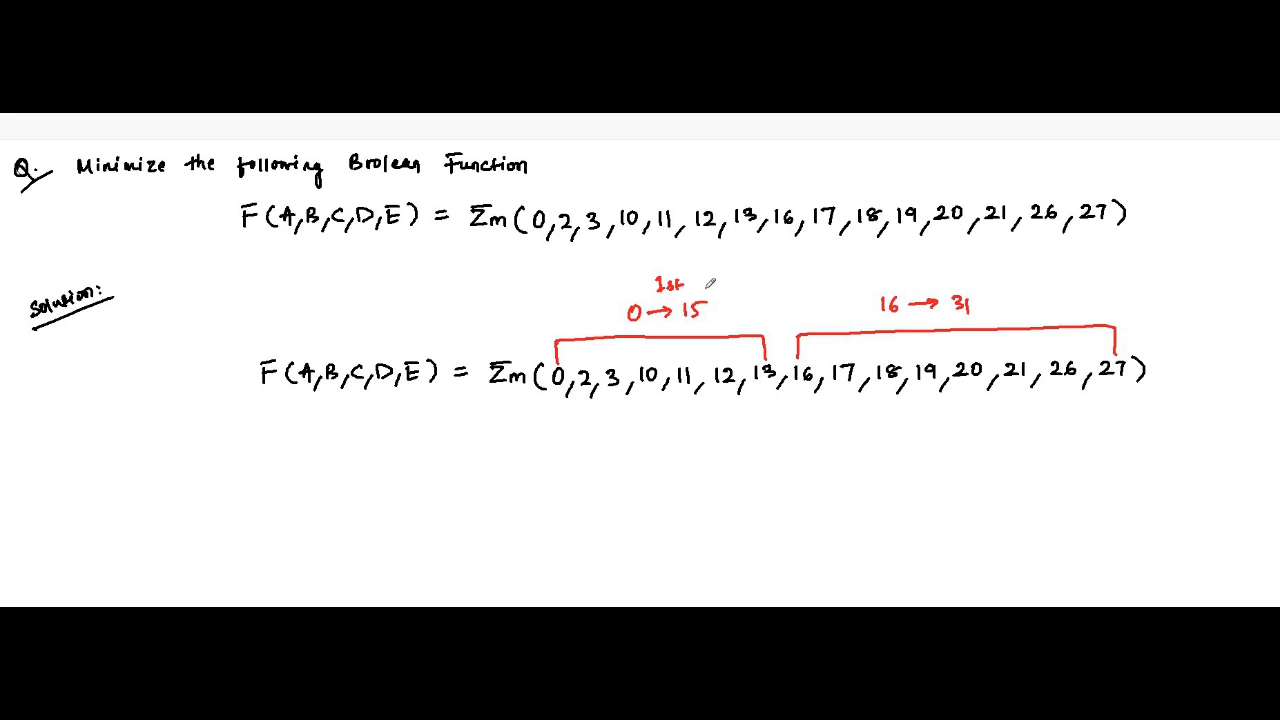 Q. Minimize the following Boolean Function
F(A,B,C,D,E) = Σm(0,2,3,10,11,12,13,16,17,18,19,20,21,26,27)
Solution:
1st
0→15
16→31
F(A,B,C,D,E) = Σm(0,2,3,10,11,12,13,16,17,18,19,20,21,26,27)